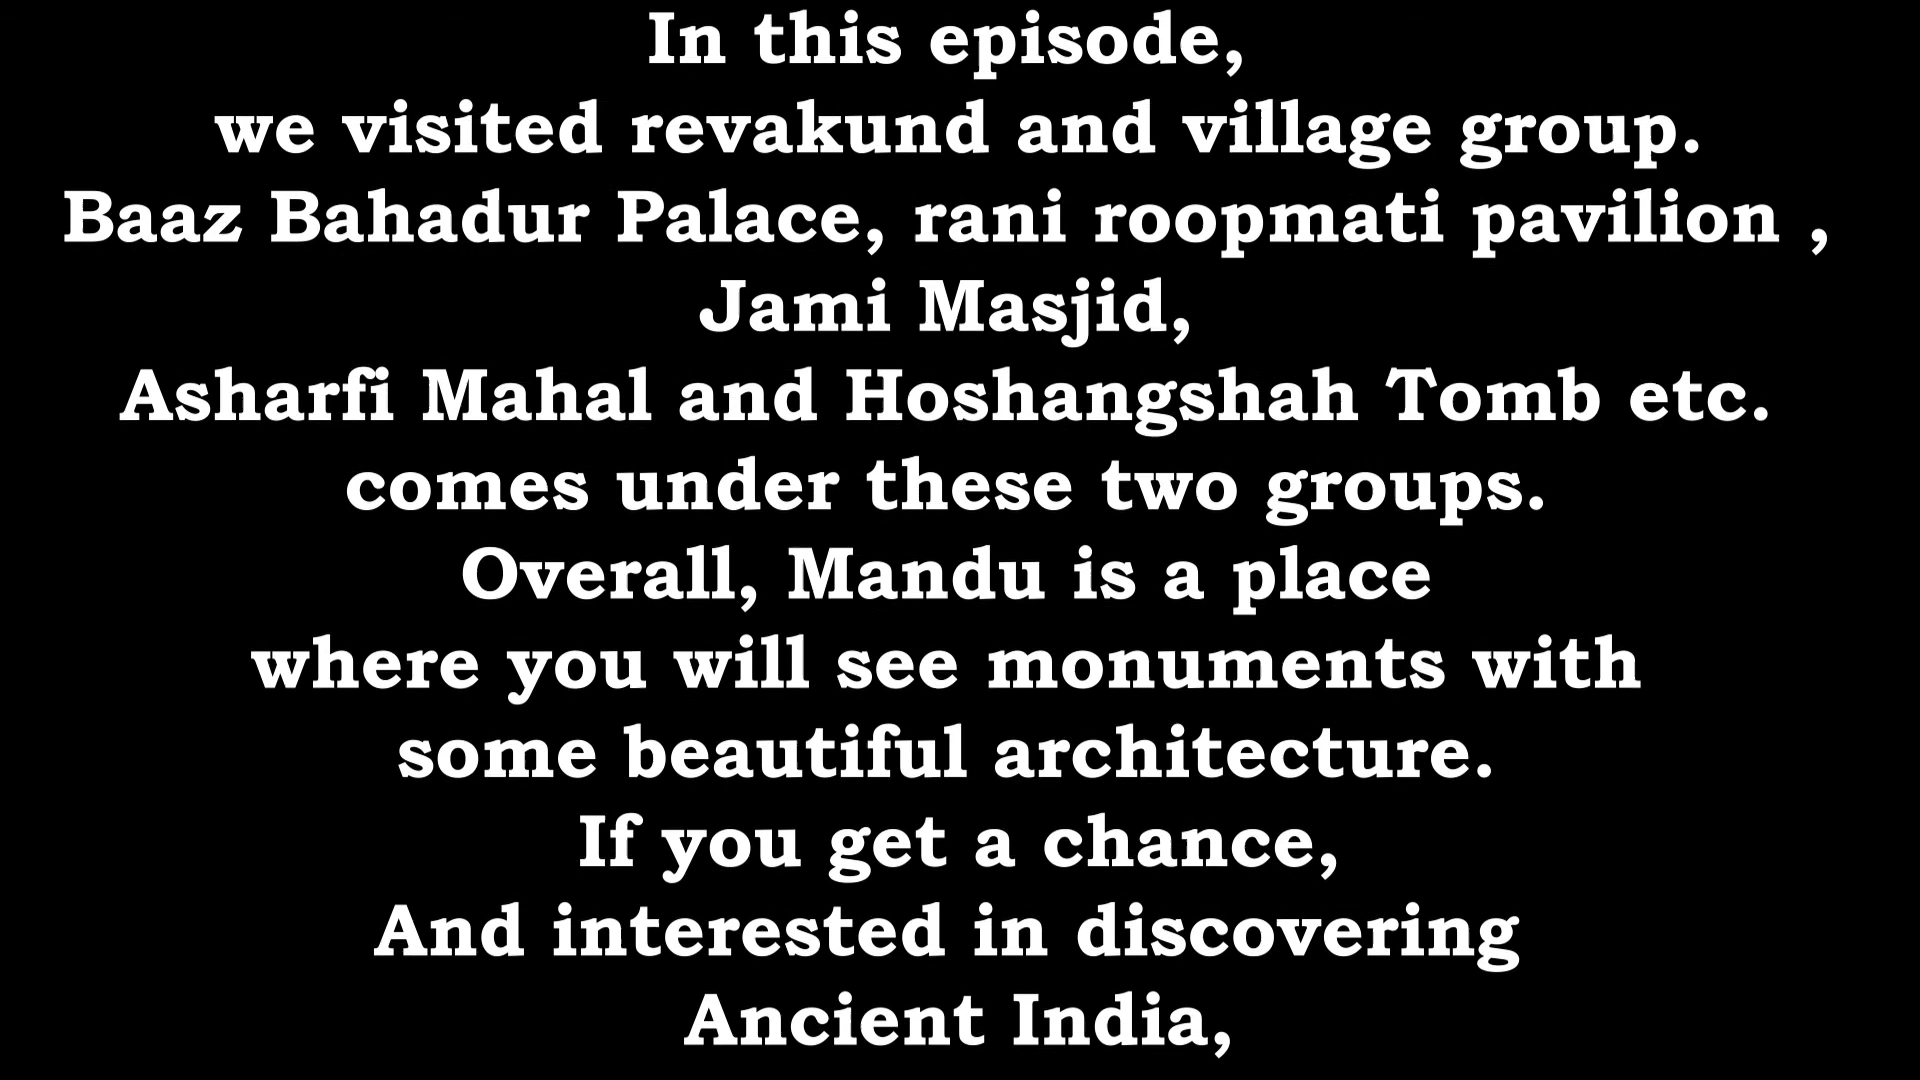 In this episode,
we visited revakund and village group.
Baaz Bahadur Palace, rani roopmati pavilion ,
Jami Masjid,
Asharfi Mahal and Hoshangshah Tomb etc.
comes under these two groups.
Overall, Mandu is a place
where you will see monuments with
some beautiful architecture.
If you get a chance,
And interested in discovering
Ancient India,